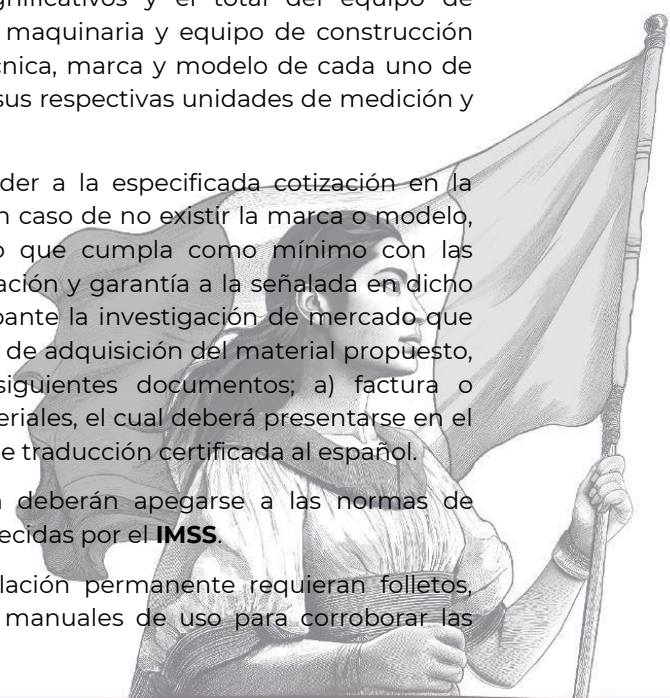 gnificativos y el total del equipo de
maquinaria y equipo de construcción
cnica, marca y modelo de cada uno de
sus respectivas unidades de medición y
der a la especificada cotización en la
n caso de no existir la marca o modelo,
o que cumpla como mínimo con las
ación y garantía a la señalada en dicho
pante la investigación de mercado que
de adquisición del material propuesto,
siguientes documentos; a) factura o
eriales, el cual deberá presentarse en el
e traducción certificada al español.
deberán apegarse a las normas de
ecidas por el IMSS.
lación permanente requieran folletos,
manuales de uso para corroborar las